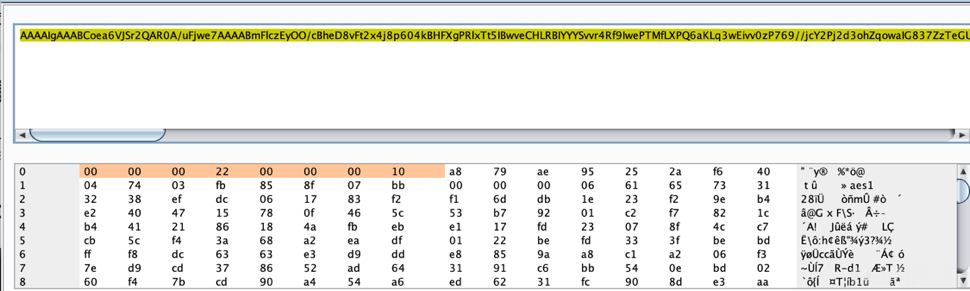 AAAAIgAAABCoea6VJSr2QAR0A/uFjwe7AAAABmFlczEyOO/cBheD8vFt2x4j8p604kBHFXgPRlxTt5IBwveCHLRBIYYYSvvr4Rf9IwePTMfLXPQ6aKLq3wEivv0zP769//jcY2Pj2d3ohZqowaIG837ZzTeGU
0 00 00 00 22 00 00 00 10 a8 79 ae 95 25 2a f6 40 " ¨y® %*ö@
1 04 74 03 fb 85 8f 07 bb 00 00 00 06 61 65 73 31 t û » aes1
2 32 38 ef dc 06 17 83 f2 f1 6d db 1e 23 f2 9e b4 28ïÜ òñmÛ #ò ´
3 e2 40 47 15 78 0f 46 5c 53 b7 92 01 c2 f7 82 1c â@G x F\S· Â÷
4 b4 41 21 86 18 4a fb eb e1 17 fd 23 07 8f 4c c7 ´A! Jûëá ý# LÇ
5 cb 5c f4 3a 68 a2 ea df 01 22 be fd 33 3f be bd Ë\ô:h¢êß "¾ý3?¾½
6 ff f8 dc 63 63 e3 d9 dd e8 85 9a a8 c1 a2 06 f3 ÿøÜccãÙÝè ¨Á¢ ó
7 7e d9 cd 37 86 52 ad 64 31 91 c6 bb 54 0e bd 02 ~ÙÍ7 R-d1 Æ»T ½
8 60 f4 7b cd 90 a4 54 a6 ed 62 31 fc 90 8d e3 aa `ô{Í ¤T¦íb1ü ãª